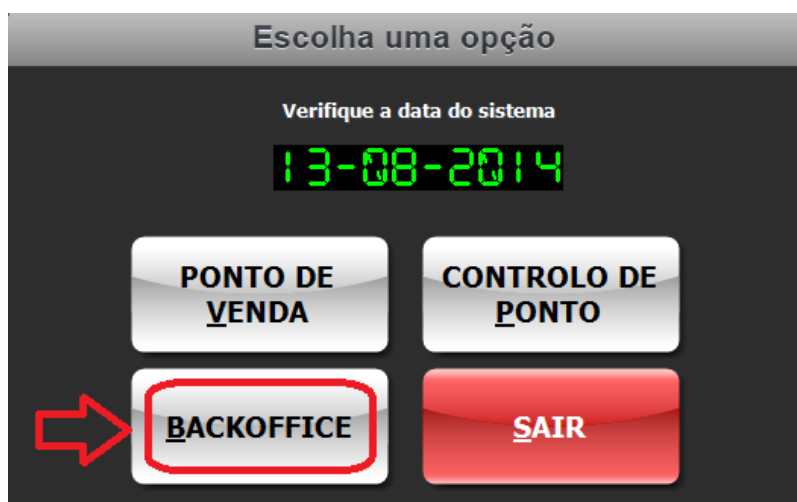 Escolha uma opção
Verifique a data do sistema
13-08-2014
PONTO DE
VENDA
CONTROLO DE
PONTO
BACKOFFICE
SAIR